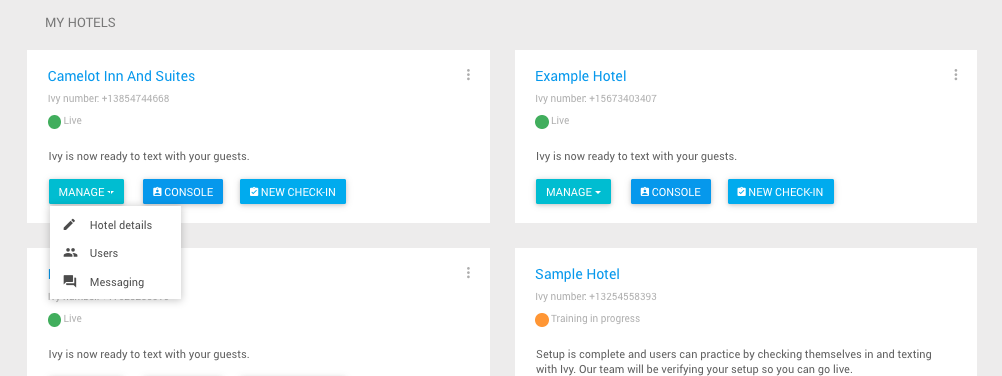 MY HOTELS
Camelot Inn And Suites
Ivy number: +13854744668
Live
Ivy is now ready to text with your guests.
MANAGE
CONSOLE
NEW CHECK-IN
Hotel details
Users
Messaging
Example Hotel
Ivy number: +15673403407
Live
Ivy is now ready to text with your guests.
MANAGE
CONSOLE
NEW CHECK-IN
Live
Ivy is now ready to text with your guests.
Sample Hotel
Ivy number: +13254558393
Training in progress
Setup is complete and users can practice by checking themselves in and texting
with Ivy. Our team will be verifying your setup so you can go live.